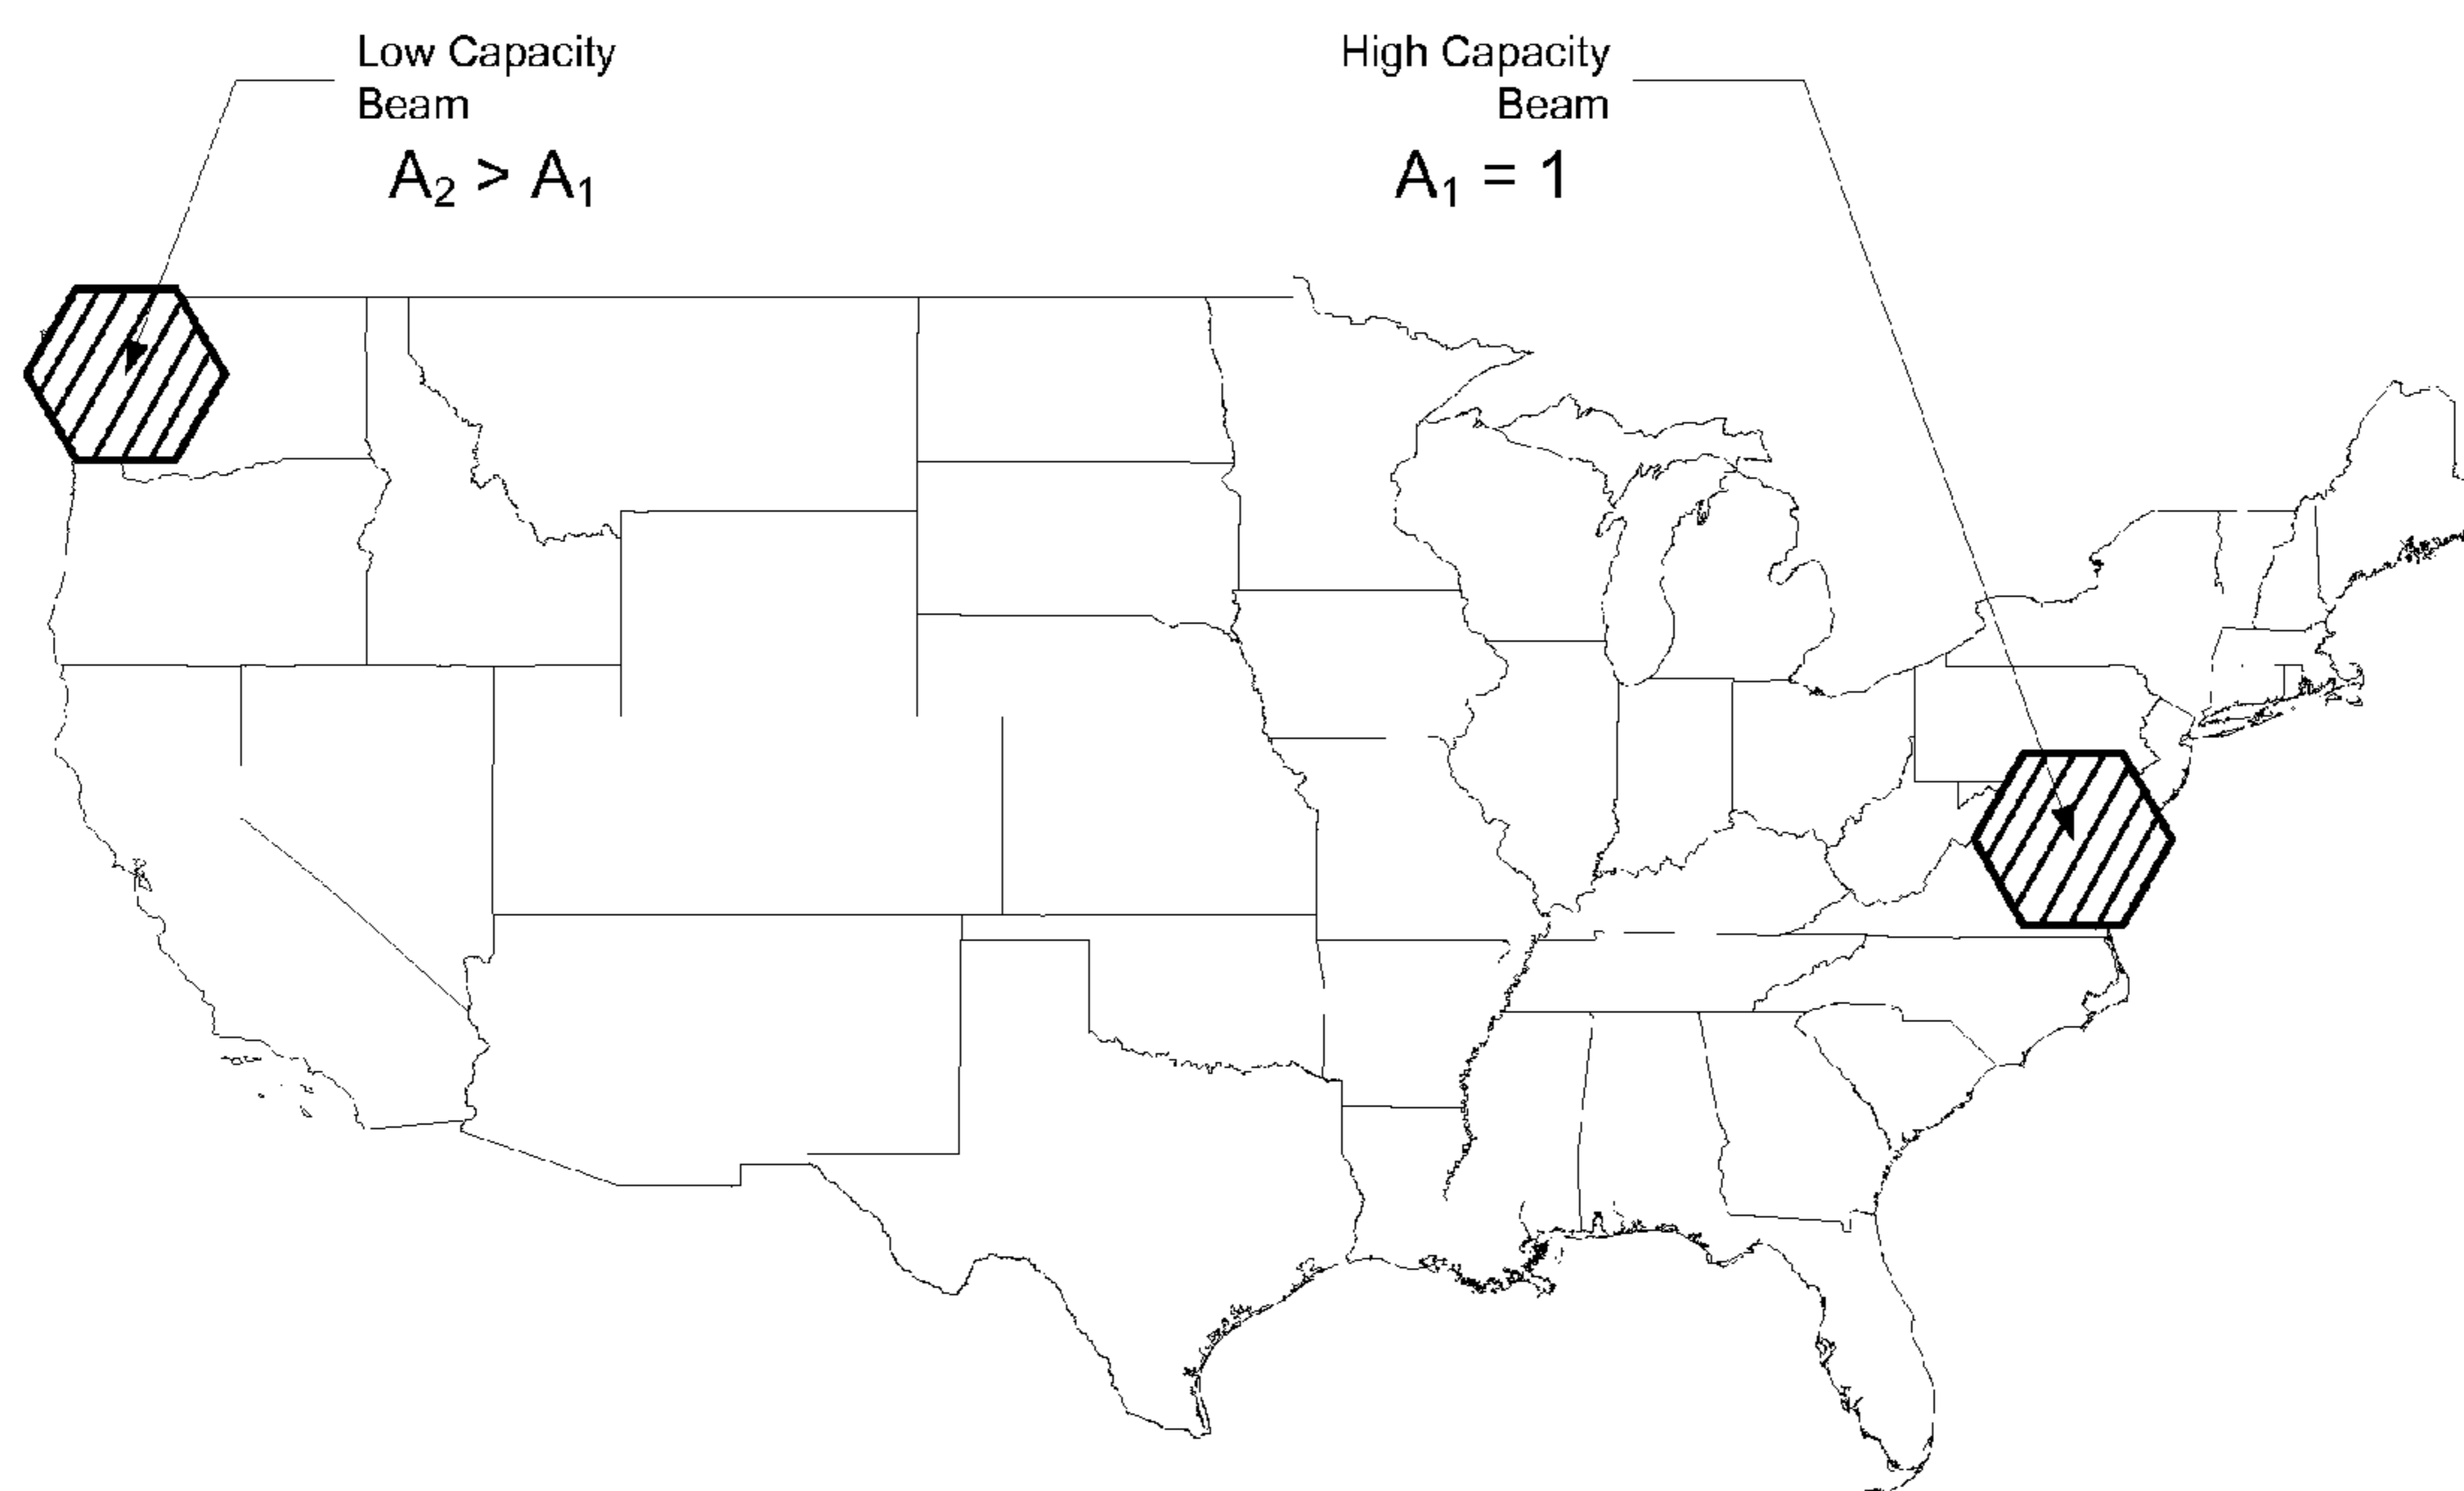 Low Capacity
Beam
A₂ > A₁
High Capacity
Beam
A₁ = 1